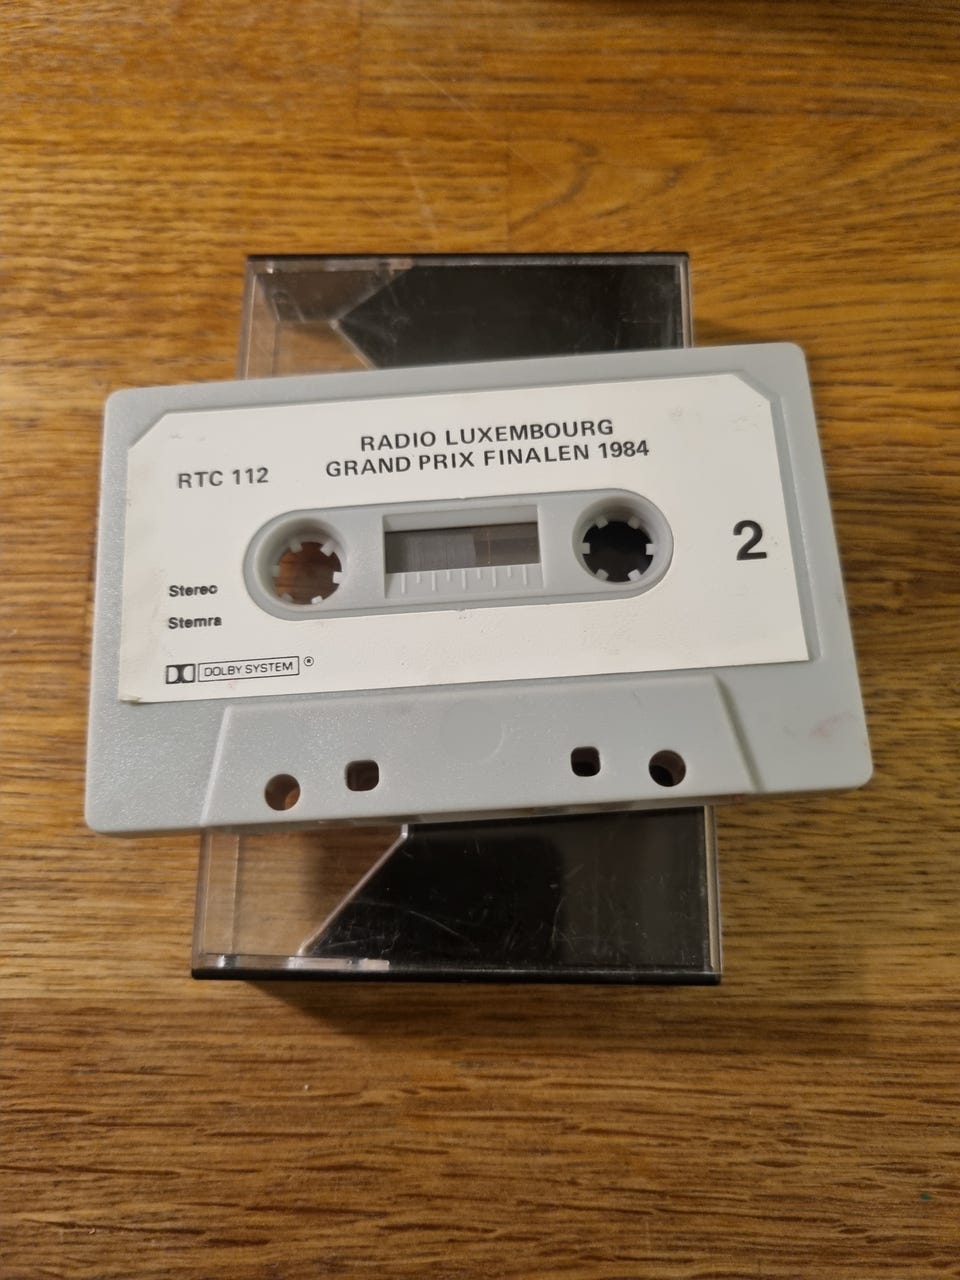 RADIO LUXEMBOURG
GRAND PRIX FINALEN 1984
RTC 112
2
Sterec
Stemra
DOLBY SYSTEM ®